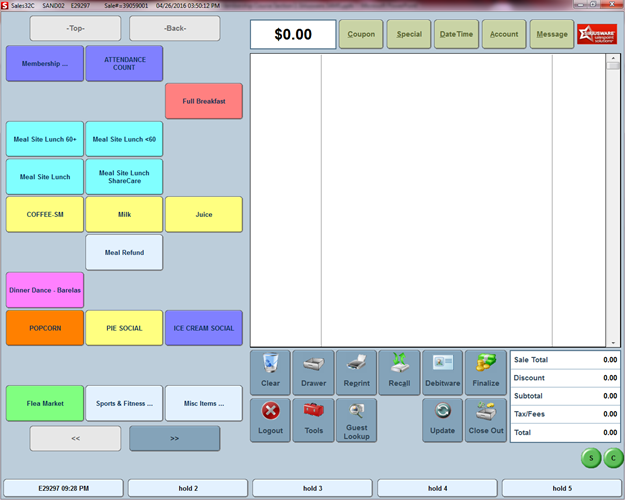 Sales32C SAND02 E29297 Sale#=39059001 04/26/2016 03:50:12 PM
-Top-
-Back-
$0.00
Coupon
Special
Date Time
Account
Message
SIRIUSWARE
salespoint
solutions
Membership ...
ATTENDANCE
COUNT
Full Breakfast
Meal Site Lunch 60+
Meal Site Lunch <60
Meal Site Lunch
Meal Site Lunch
ShareCare
COFFEE-SM
Milk
Juice
Meal Refund
Dinner Dance - Barelas
POPCORN
PIE SOCIAL
ICE CREAM SOCIAL
Flea Market
Sports & Fitness ...
Misc Items ...
<<
>>
Clear
Drawer
Reprint
Recall
Debitware
Finalize
Logout
Tools
Guest
Lookup
Update
Close Out
Sale Total 0.00
Discount 0.00
Subtotal 0.00
Tax/Fees 0.00
Total 0.00
S
C
E29297 09:28 PM
hold 2
hold 3
hold 4
hold 5